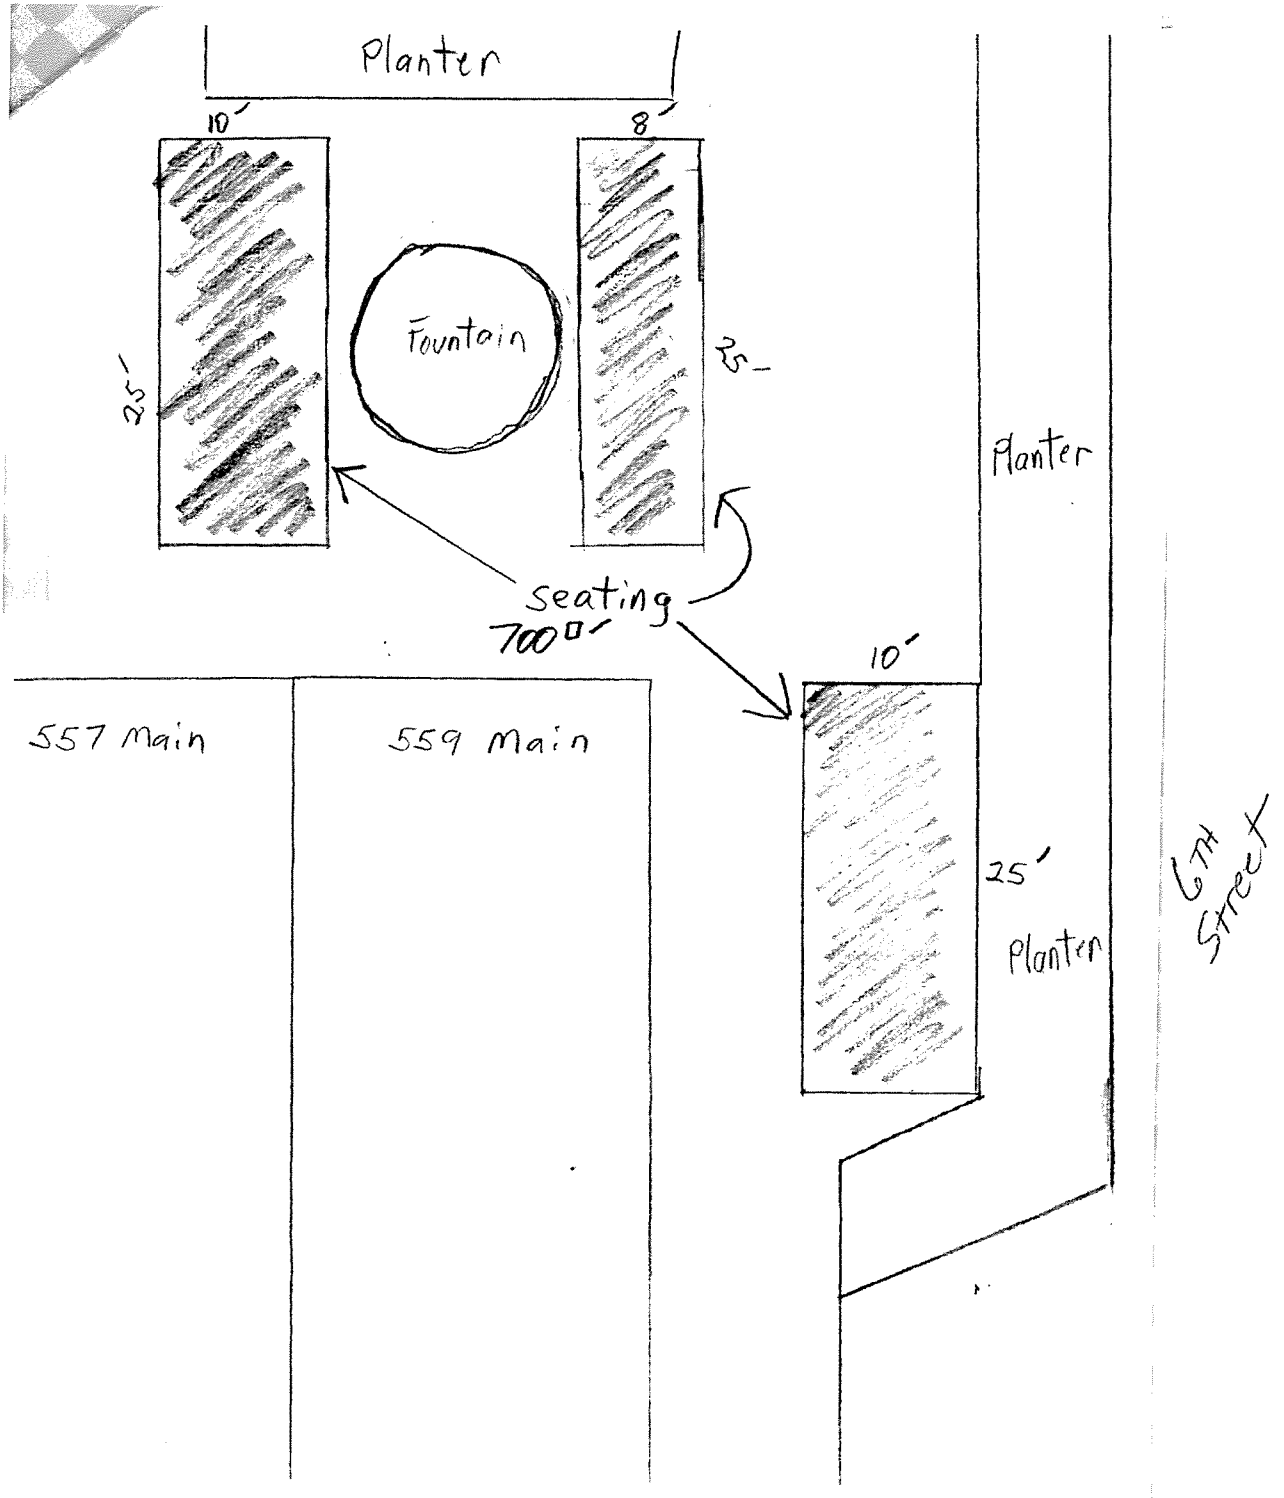 Planter
10'
8'
Fountain
25'
25'
Planter
seating
700□'
10'
557 Main
559 Main
25'
6TH
Street
Planter